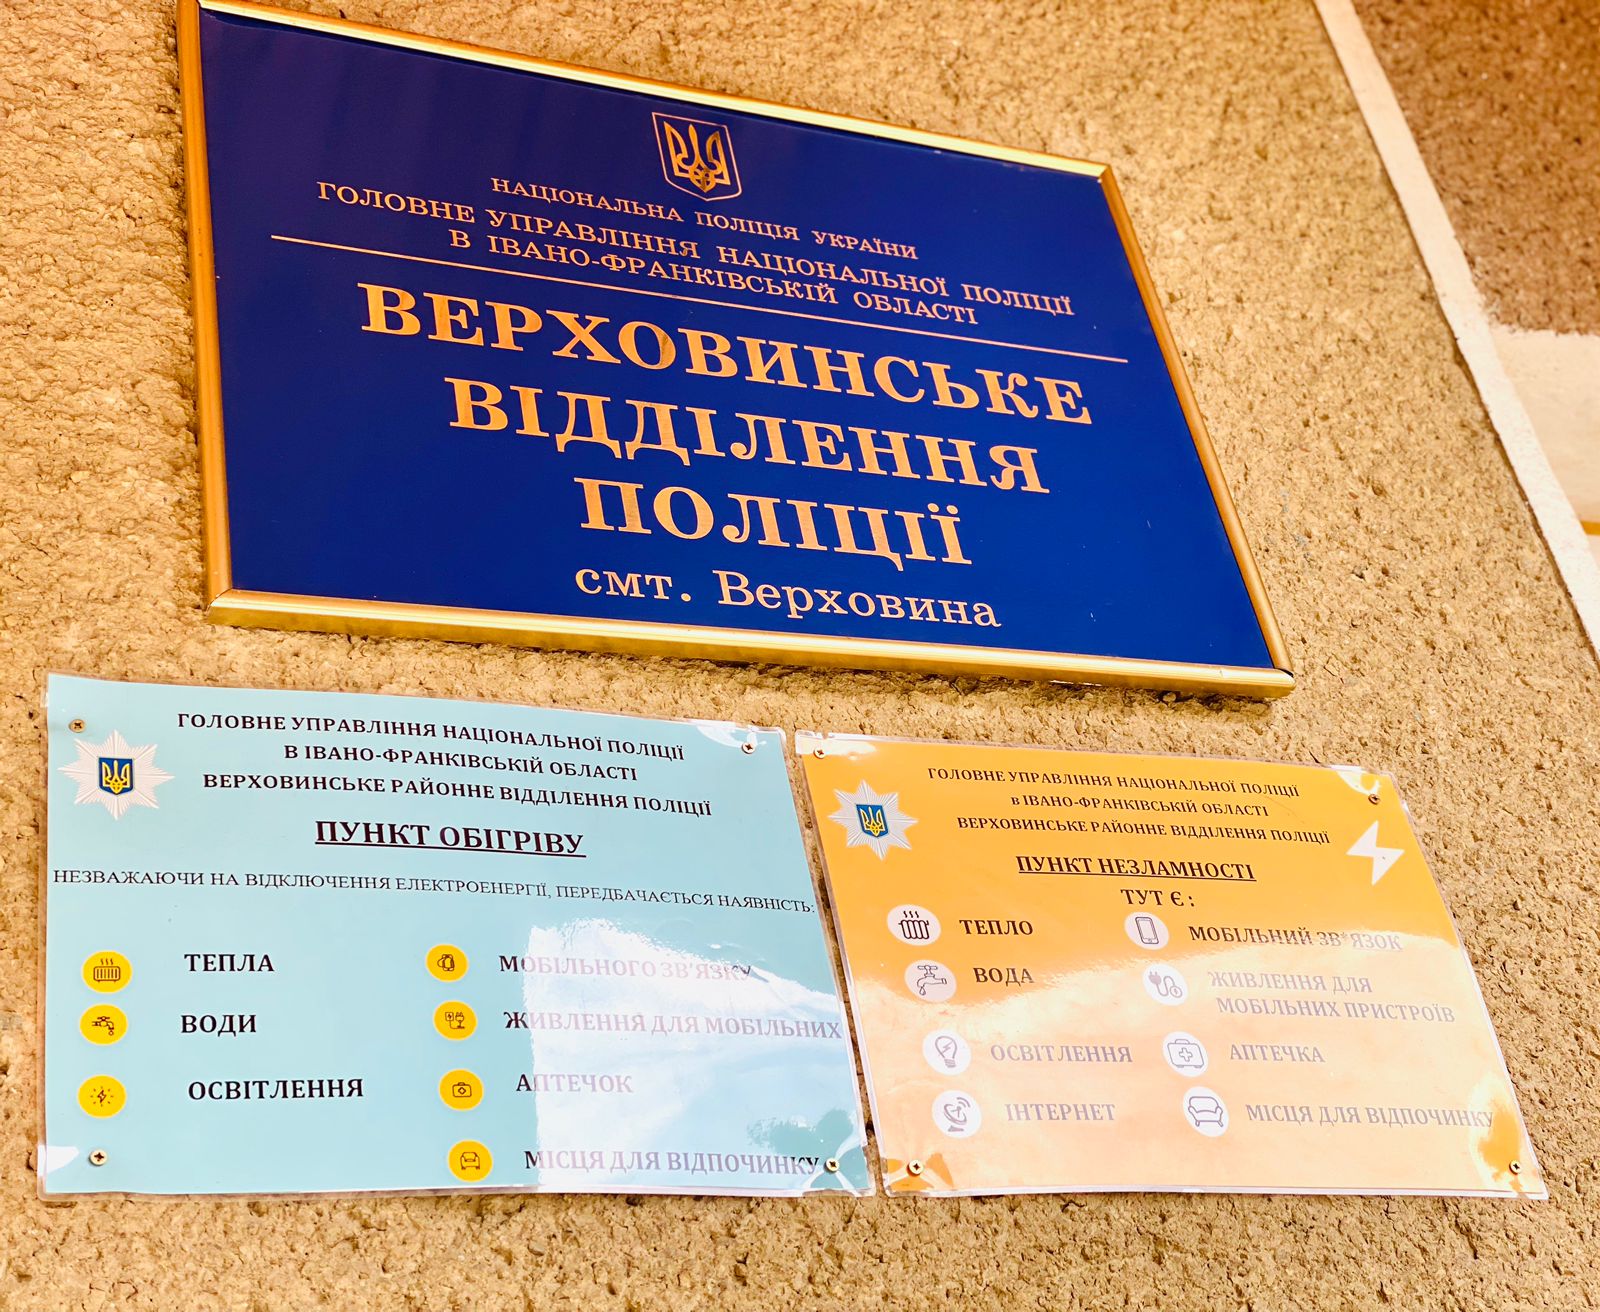 НАЦІОНАЛЬНА ПОЛІЦІЯ УКРАЇНИ
ГОЛОВНЕ УПРАВЛІННЯ НАЦІОНАЛЬНОЇ ПОЛІЦІЇ
В ІВАНО-ФРАНКІВСЬКІЙ ОБЛАСТІ
ВЕРХОВИНСЬКЕ
ВІДДІЛЕННЯ
ПОЛІЦІЇ
смт. Верховина
ГОЛОВНЕ УПРАВЛІННЯ НАЦІОНАЛЬНОЇ ПОЛІЦІЇ
В ІВАНО-ФРАНКІВСЬКІЙ ОБЛАСТІ
ВЕРХОВИНСЬКЕ РАЙОННЕ ВІДДІЛЕННЯ ПОЛІЦІЇ
ПУНКТ ОБІГРІВУ
НЕЗВАЖАЮЧИ НА ВІДКЛЮЧЕННЯ ЕЛЕКТРОЕНЕРГІЇ, ПЕРЕДБАЧАЄТЬСЯ НАЯВНІСТЬ:
ТЕПЛА
ВОДИ
ОСВІТЛЕННЯ
МОБІЛЬНОГО ЗВ'ЯЗКУ
ЖИВЛЕННЯ ДЛЯ МОБІЛЬНИХ
АПТЕЧОК
МІСЦЯ ДЛЯ ВІДПОЧИНКУ
ГОЛОВНЕ УПРАВЛІННЯ НАЦІОНАЛЬНОЇ ПОЛІЦІЇ
в ІВАНО-ФРАНКІВСЬКІЙ ОБЛАСТІ
ВЕРХОВИНСЬКЕ РАЙОННЕ ВІДДІЛЕННЯ ПОЛІЦІЇ
ПУНКТ НЕЗЛАМНОСТІ
ТУТ Є :
ТЕПЛО
ВОДА
ОСВІТЛЕННЯ
ІНТЕРНЕТ
МОБІЛЬНИЙ ЗВ*ЯЗОК
ЖИВЛЕННЯ ДЛЯ
МОБІЛЬНИХ ПРИСТРОЇВ
АПТЕЧКА
МІСЦЯ ДЛЯ ВІДПОЧИНКУ